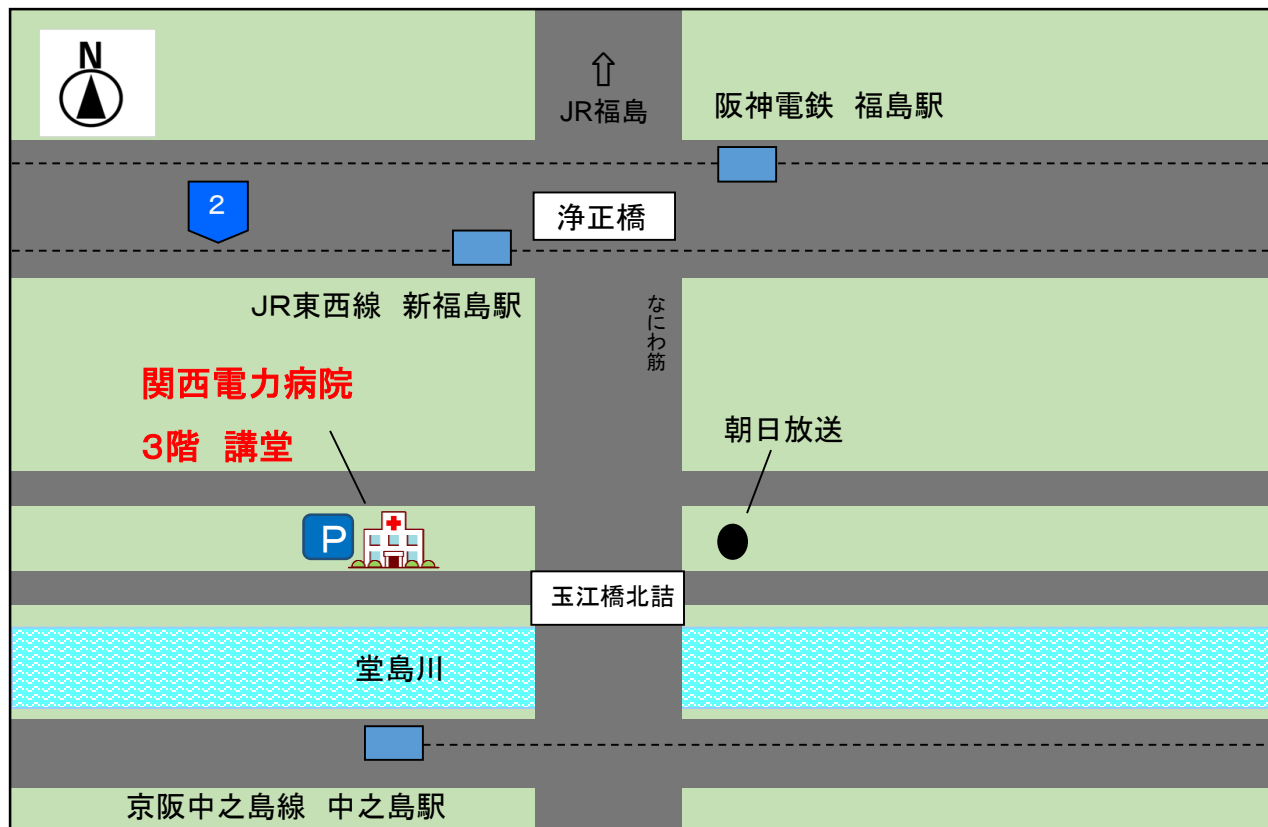 N
JR福島
阪神電鉄 福島駅
2
浄正橋
JR東西線 新福島駅
なにわ筋
関西電力病院
3階 講堂
朝日放送
P
玉江橋北詰
堂島川
京阪中之島線 中之島駅